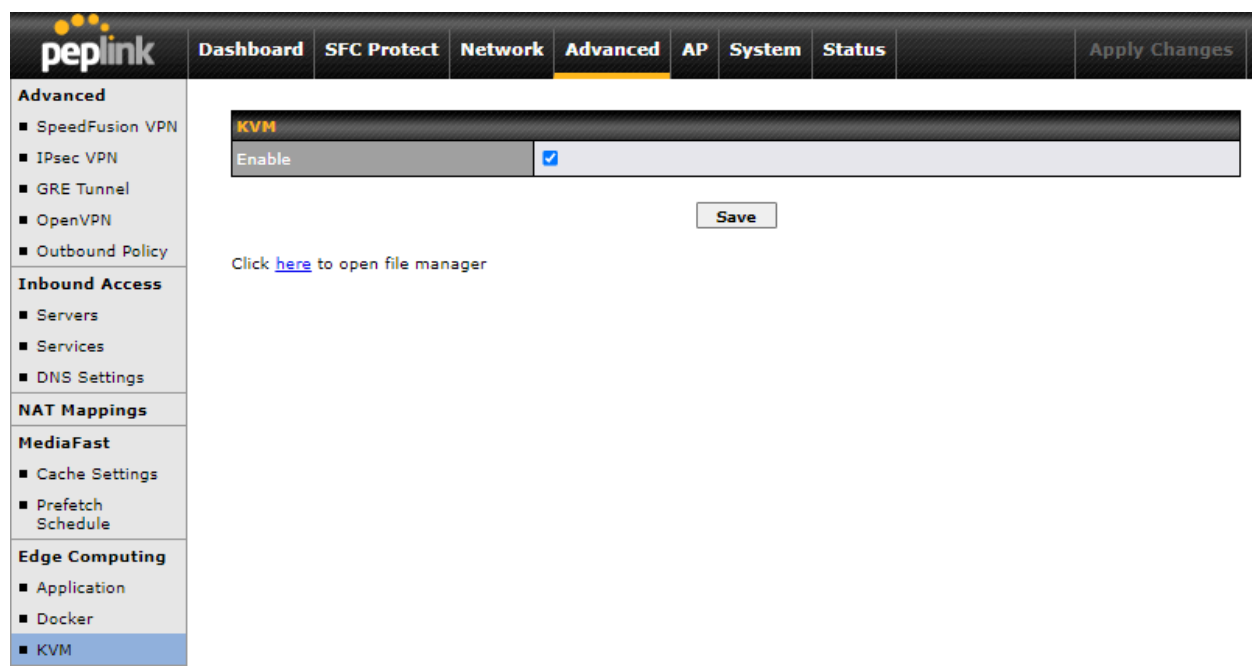 peplink
Dashboard SFC Protect Network Advanced AP System Status Apply Changes
Advanced
SpeedFusion VPN
IPsec VPN
GRE Tunnel
OpenVPN
Outbound Policy
Inbound Access
Servers
Services
DNS Settings
NAT Mappings
MediaFast
Cache Settings
Prefetch
Schedule
Edge Computing
Application
Docker
KVM
KVM
Enable
Save
Click here to open file manager